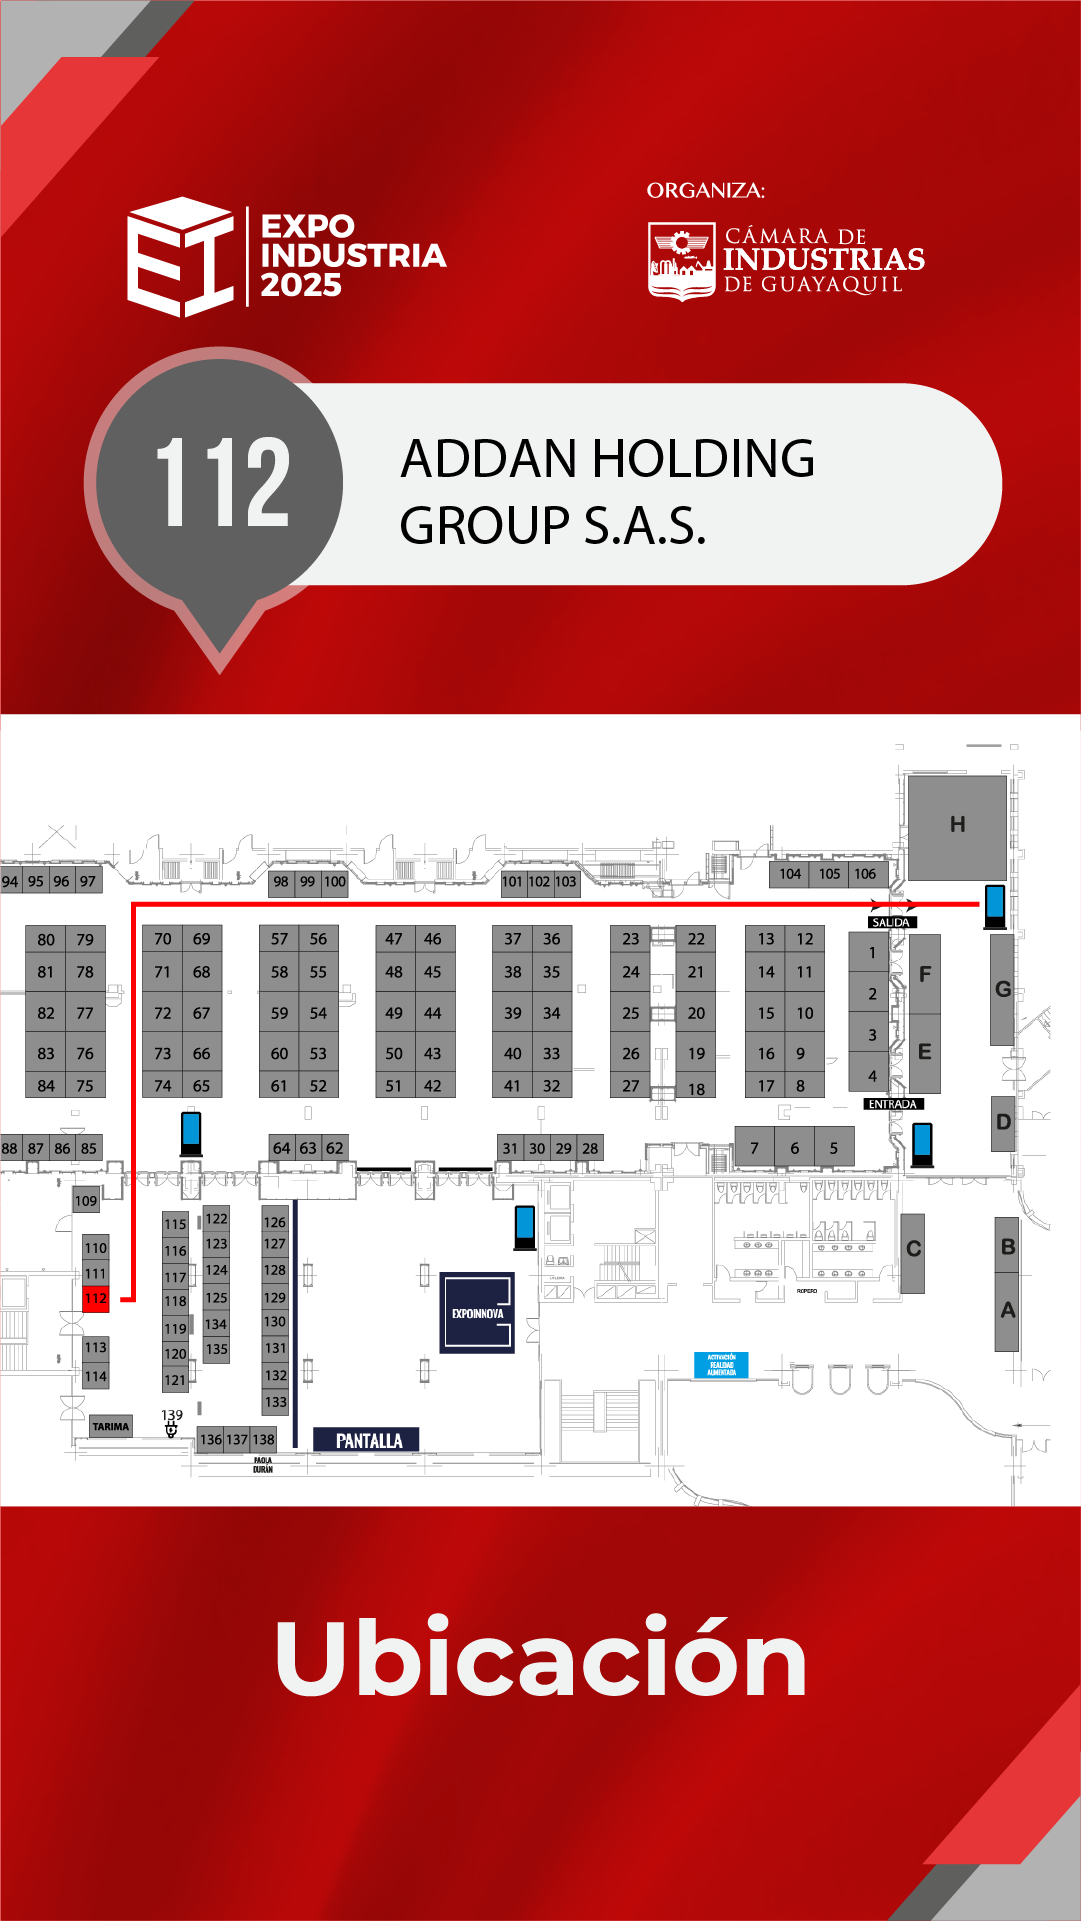 ORGANIZA:
EXPO
INDUSTRIA
2025
CÁMARA DE
INDUSTRIAS
DE GUAYAQUIL
112
ADDAN HOLDING
GROUP S.A.S.
H
94 95 96 97
98 99 100
101 102 103
104 105 106
SALIDA
80 79 70 69 57 56 47 46 37 36 23 22 13 12
81 78 71 68 58 55 48 45 38 35 24 21 14 11
82 77 72 67 59 54 49 44 39 34 25 20 15 10
83 76 73 66 60 53 50 43 40 33 26 19 16 9
84 75 74 65 61 52 51 42 41 32 27 18 17 8
1
2
3
4
F
E
G
D
ENTRADA
88 87 86 85
64 63 62
31 30 29 28
7 6 5
109
110
111
112
113
114
115
116
117
118
119
120
121
122
123
124
125
134
135
126
127
128
129
130
131
132
133
EXPOINNOVA
C
B
A
ROPERO
ACTIVACIÓN
REALIDAD
AUMENTADA
TARIMA
139
136 137 138
PAOLA
DURÁN
PANTALLA
Ubicación